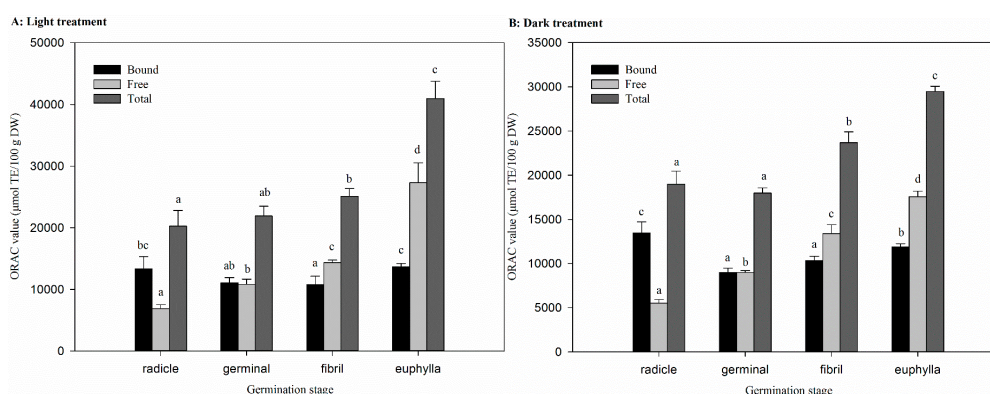 A: Light treatment
50000
40000
30000
20000
10000
0
ORAC value (μmol TE/100 g DW)
Bound
Free
Total
bc
a
a
ab
b
ab
a
c
b
c
d
c
radicle
germinal
fibril
euphylla
Germination stage
B: Dark treatment
35000
30000
25000
20000
15000
10000
5000
0
ORAC value (μmol TE/100 g DW)
Bound
Free
Total
c
a
a
a
b
a
a
c
b
b
d
c
radicle
germinal
fibril
euphylla
Germination stage